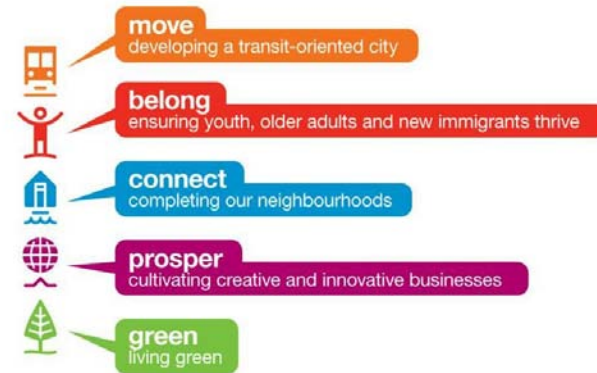 move
developing a transit-oriented city
belong
ensuring youth, older adults and new immigrants thrive
connect
completing our neighbourhoods
prosper
cultivating creative and innovative businesses
green
living green